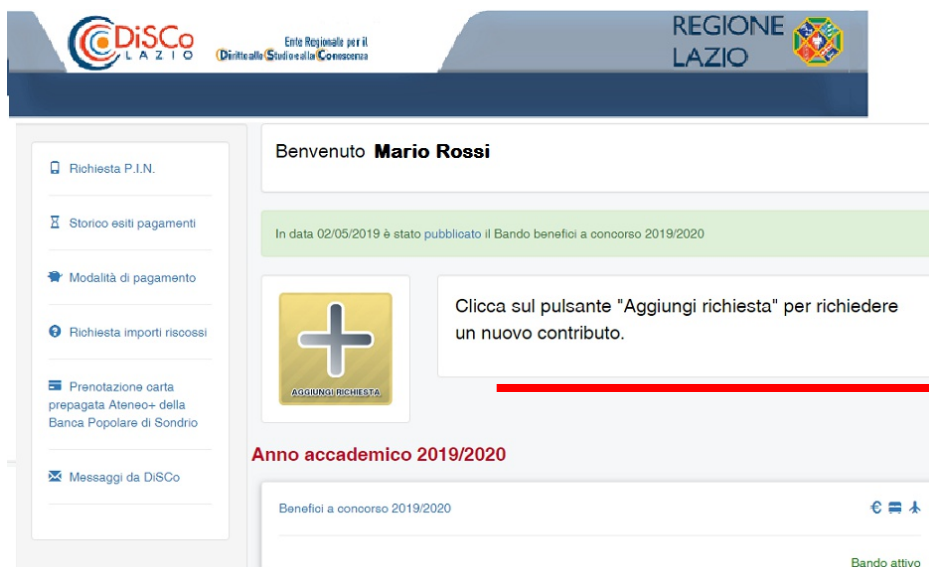 DiSCo
LAZIO
Ente Regionale per il
Diritto allo Studio e alla Conoscenza
REGIONE
LAZIO
Benvenuto Mario Rossi
Richiesta P.I.N.
Storico esiti pagamenti
Modalità di pagamento
Richiesta importi riscossi
Prenotazione carta
prepagata Ateneo+ della
Banca Popolare di Sondrio
Messaggi da DiSCo
In data 02/05/2019 è stato pubblicato il Bando benefici a concorso 2019/2020
AGGIUNGI RICHIESTA
Clicca sul pulsante "Aggiungi richiesta" per richiedere
un nuovo contributo.
Anno accademico 2019/2020
Benefici a concorso 2019/2020
Bando attivo